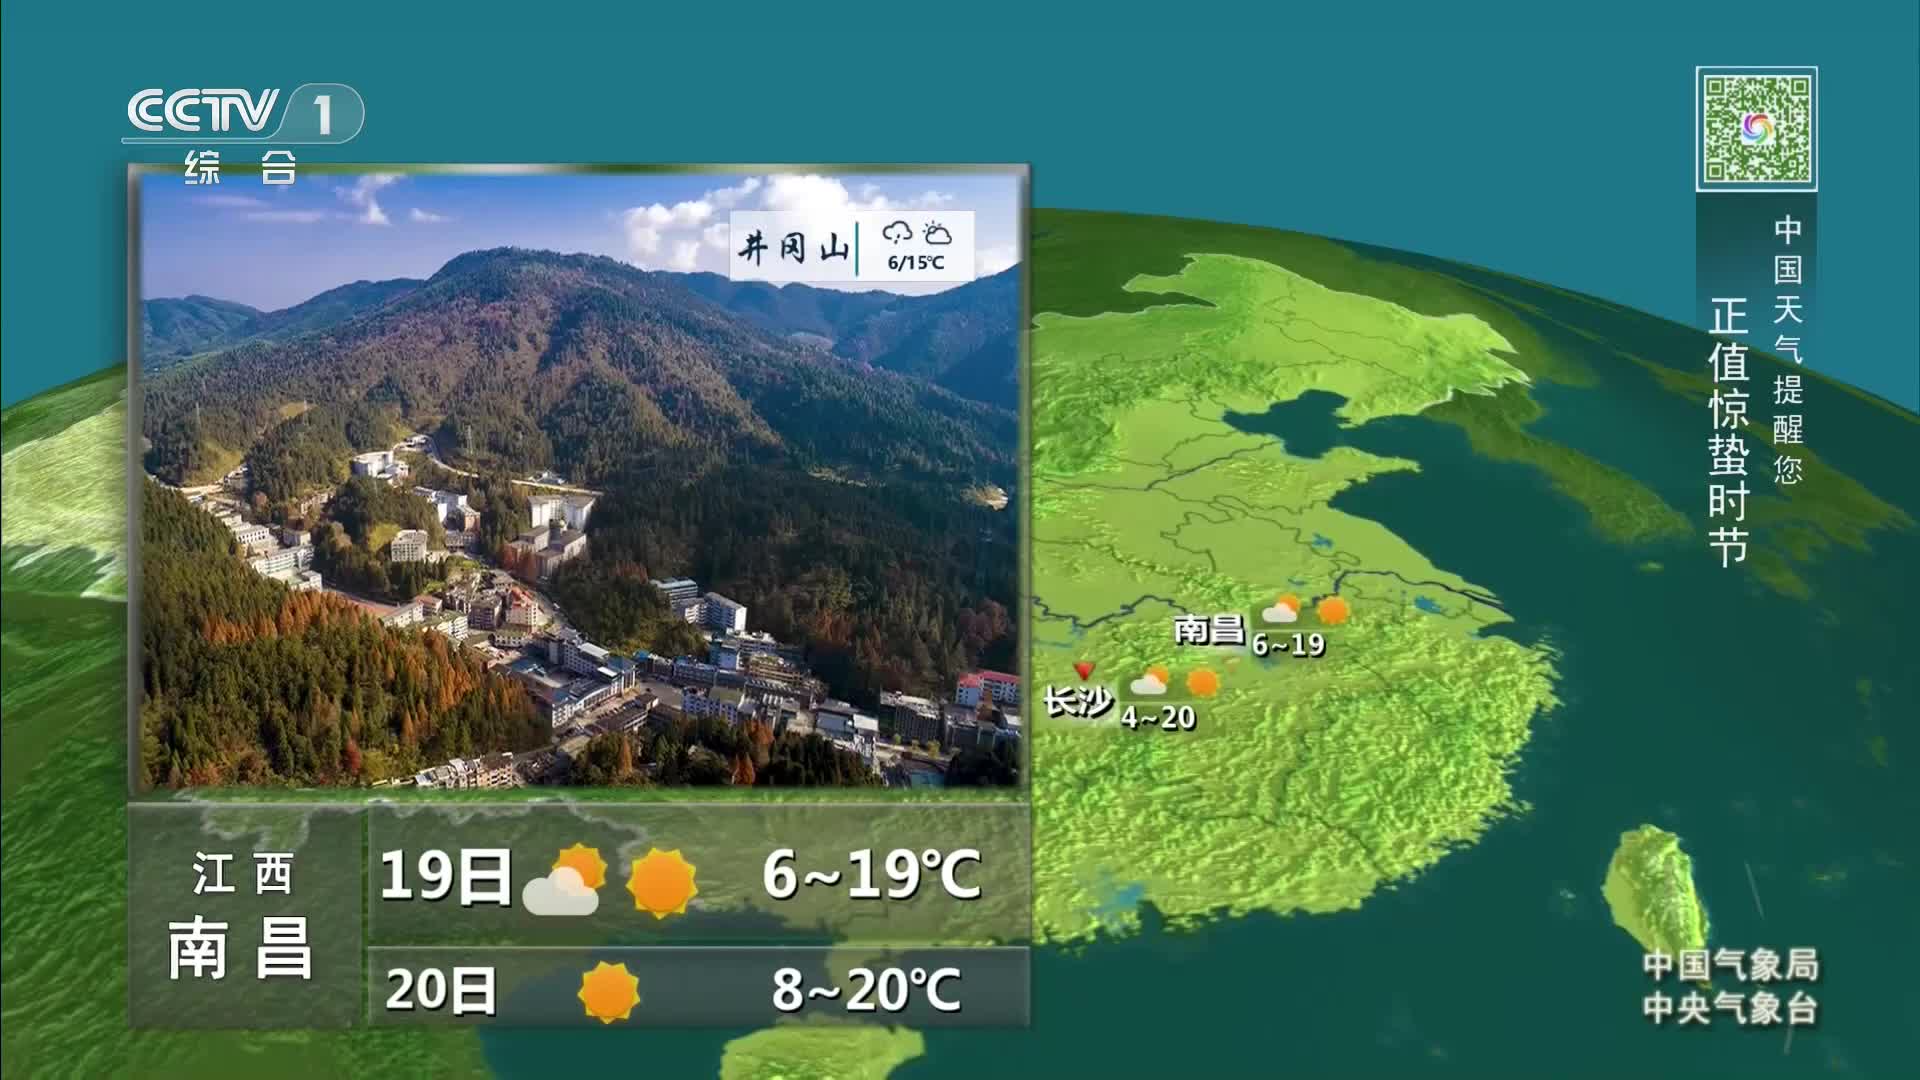 CCTV 1
综合
井冈山
6/15℃
中国天气提醒您
正值惊蛰时节
南昌
6~19
长沙
4~20
江西
南昌
19日 6~19℃
20日 8~20℃
中国气象局
中央气象台